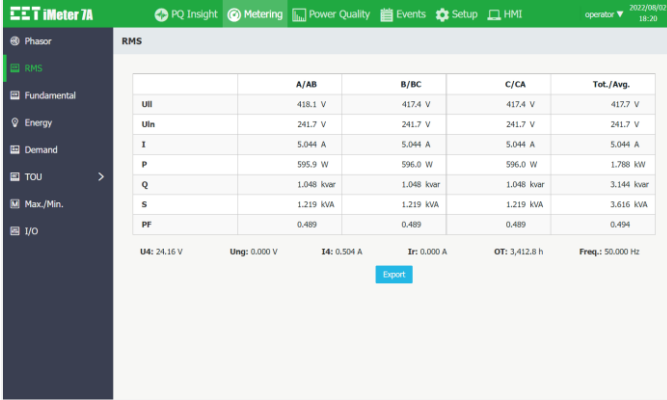 CET iMeter 7A PQ Insight Metering Power Quality Events Setup HMI operator ▼ 2022/08/02 18:20
Phasor
RMS
Fundamental
Energy
Demand
TOU >
Max./Min.
I/O
RMS
A/AB B/BC C/CA Tot./Avg.
Ull 418.1 V 417.4 V 417.4 V 417.7 V
Uln 241.7 V 241.7 V 241.7 V 241.7 V
I 5.044 A 5.044 A 5.044 A 5.044 A
P 595.9 W 596.0 W 596.0 W 1.788 kW
Q 1.048 kvar 1.048 kvar 1.048 kvar 3.144 kvar
S 1.219 kVA 1.219 kVA 1.219 kVA 3.616 kVA
PF 0.489 0.489 0.489 0.494
U4: 24.16 V Ung: 0.000 V I4: 0.504 A Ir: 0.000 A OT: 3,412.8 h Freq.: 50.000 Hz
Export